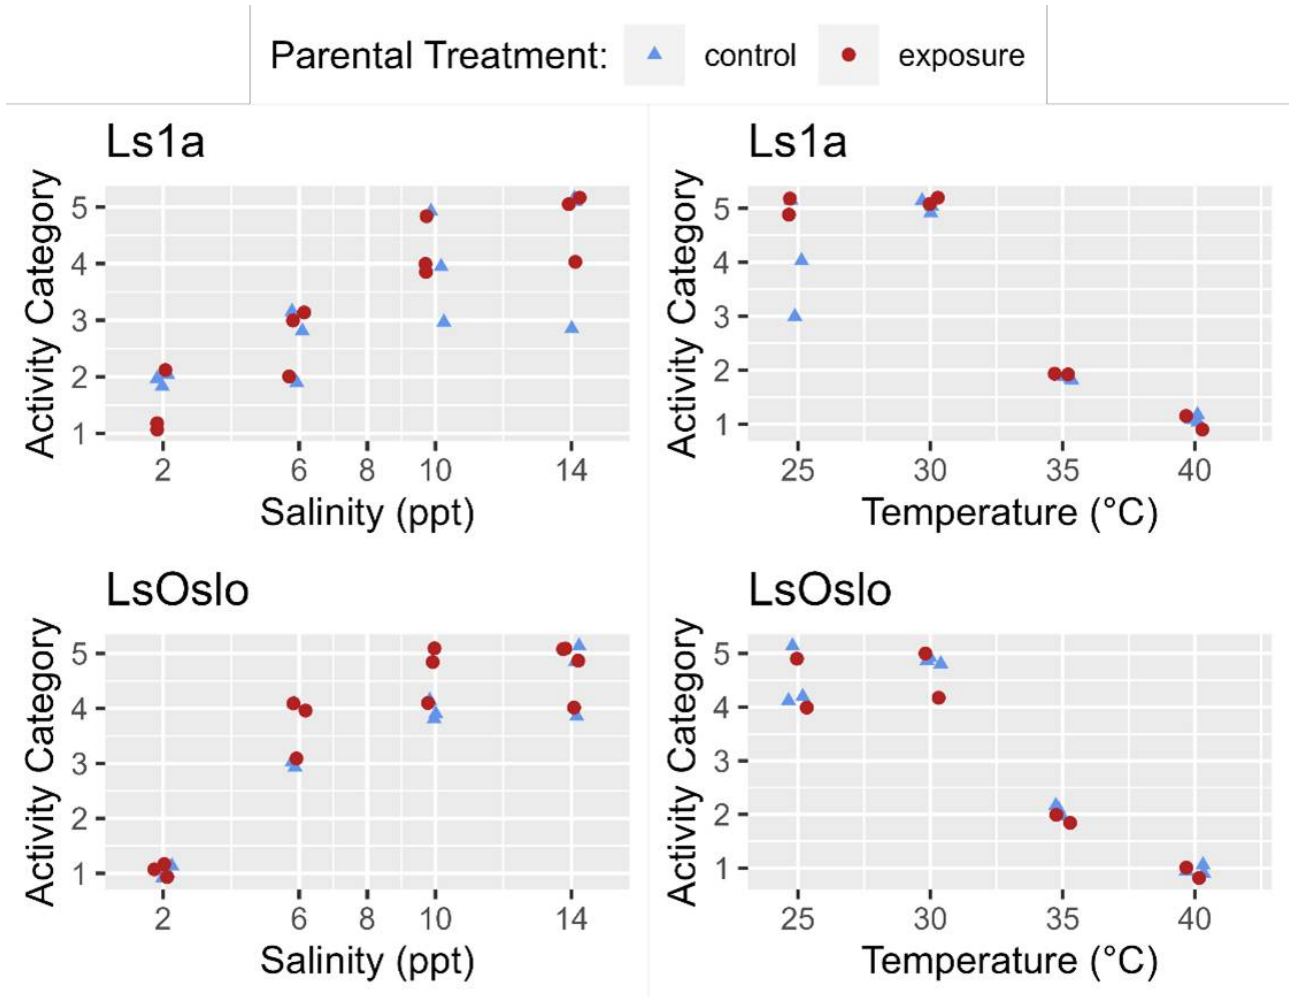 Parental Treatment: control exposure
Ls1a
Activity Category
5
4
3
2
1
2 6 8 10 14
Salinity (ppt)
Ls1a
Activity Category
5
4
3
2
1
25 30 35 40
Temperature (°C)
LsOslo
Activity Category
5
4
3
2
1
2 6 8 10 14
Salinity (ppt)
LsOslo
Activity Category
5
4
3
2
1
25 30 35 40
Temperature (°C)